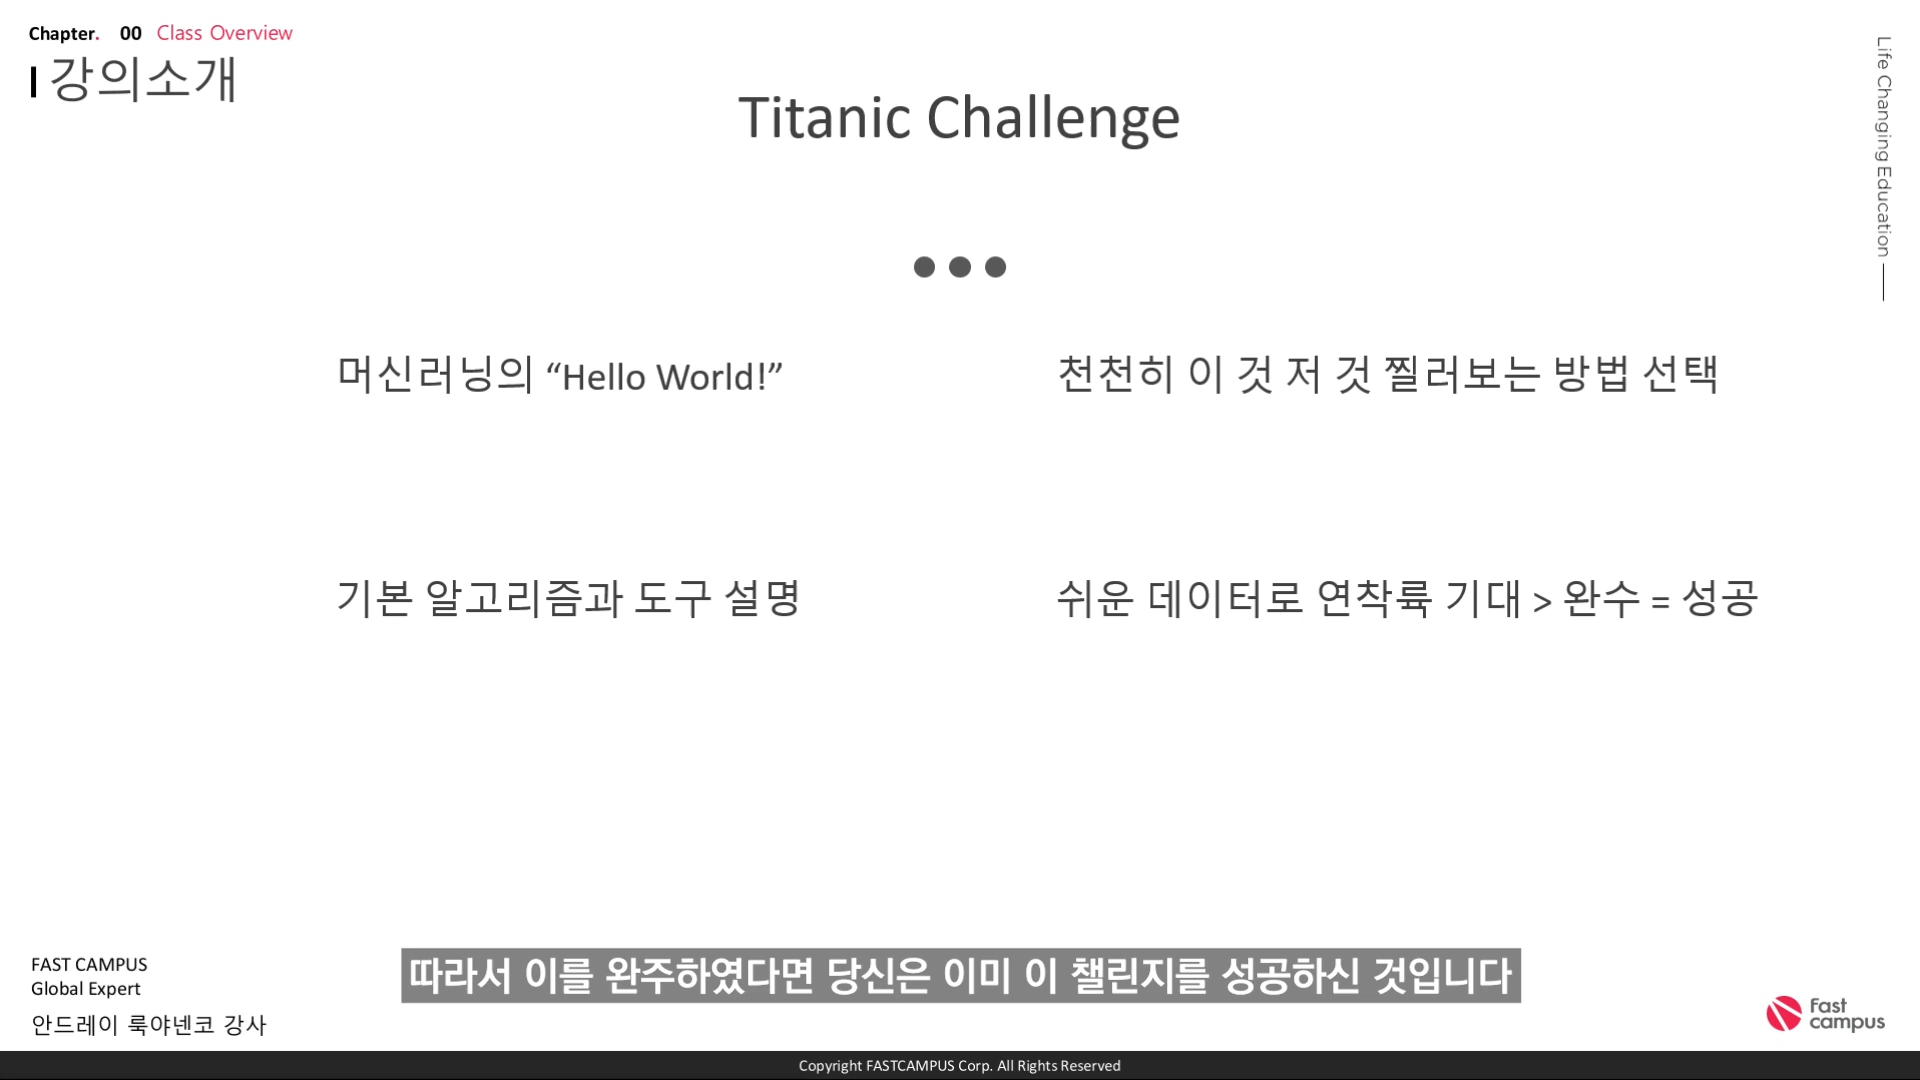 Chapter. 00 Class Overview
강의소개
Titanic Challenge
머신러닝의 “Hello World!”
천천히 이 것 저 것 찔러보는 방법 선택
기본 알고리즘과 도구 설명
쉬운 데이터로 연착륙 기대 > 완수 = 성공
따라서 이를 완주하였다면 당신은 이미 이 챌린지를 성공하신 것입니다
FAST CAMPUS
Global Expert
안드레이 룩야넨코 강사
Life Changing Education
fast
campus
Copyright FASTCAMPUS Corp. All Rights Reserved